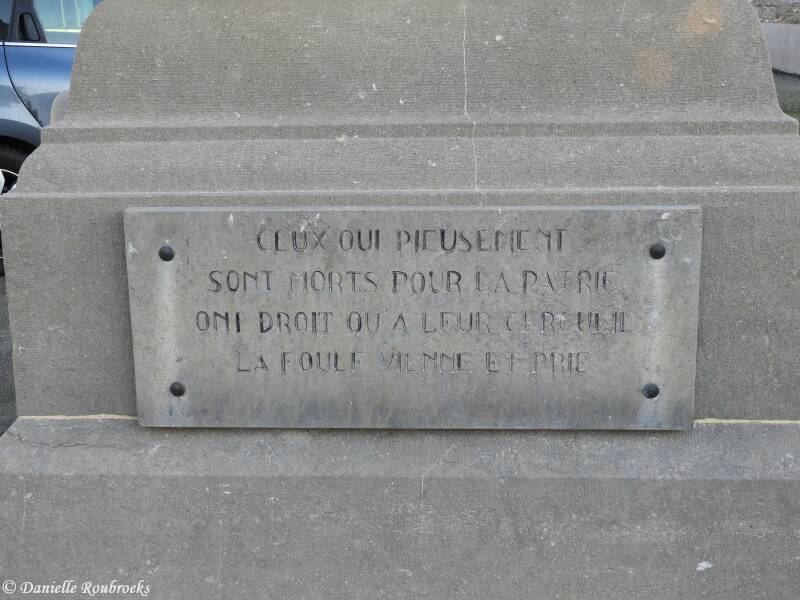 CEUX QUI PIEUSEMENT
SONT MORTS POUR LA PATRIE
ONT DROIT QU A LEUR CERCUEIL
LA FOULE VIENNE ET PRIE
© Danielle Roubroeks